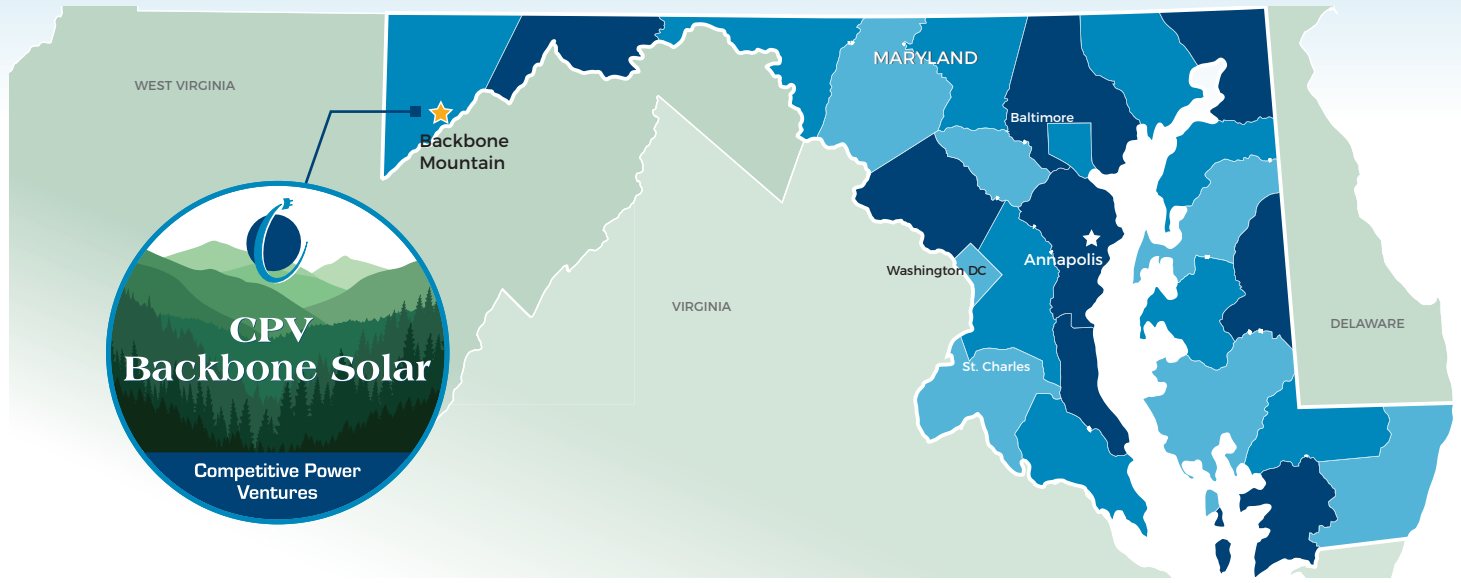 WEST VIRGINIA
MARYLAND
Baltimore
Backbone
Mountain
Annapolis
Washington DC
VIRGINIA
DELAWARE
St. Charles
CPV
Backbone Solar
Competitive Power
Ventures